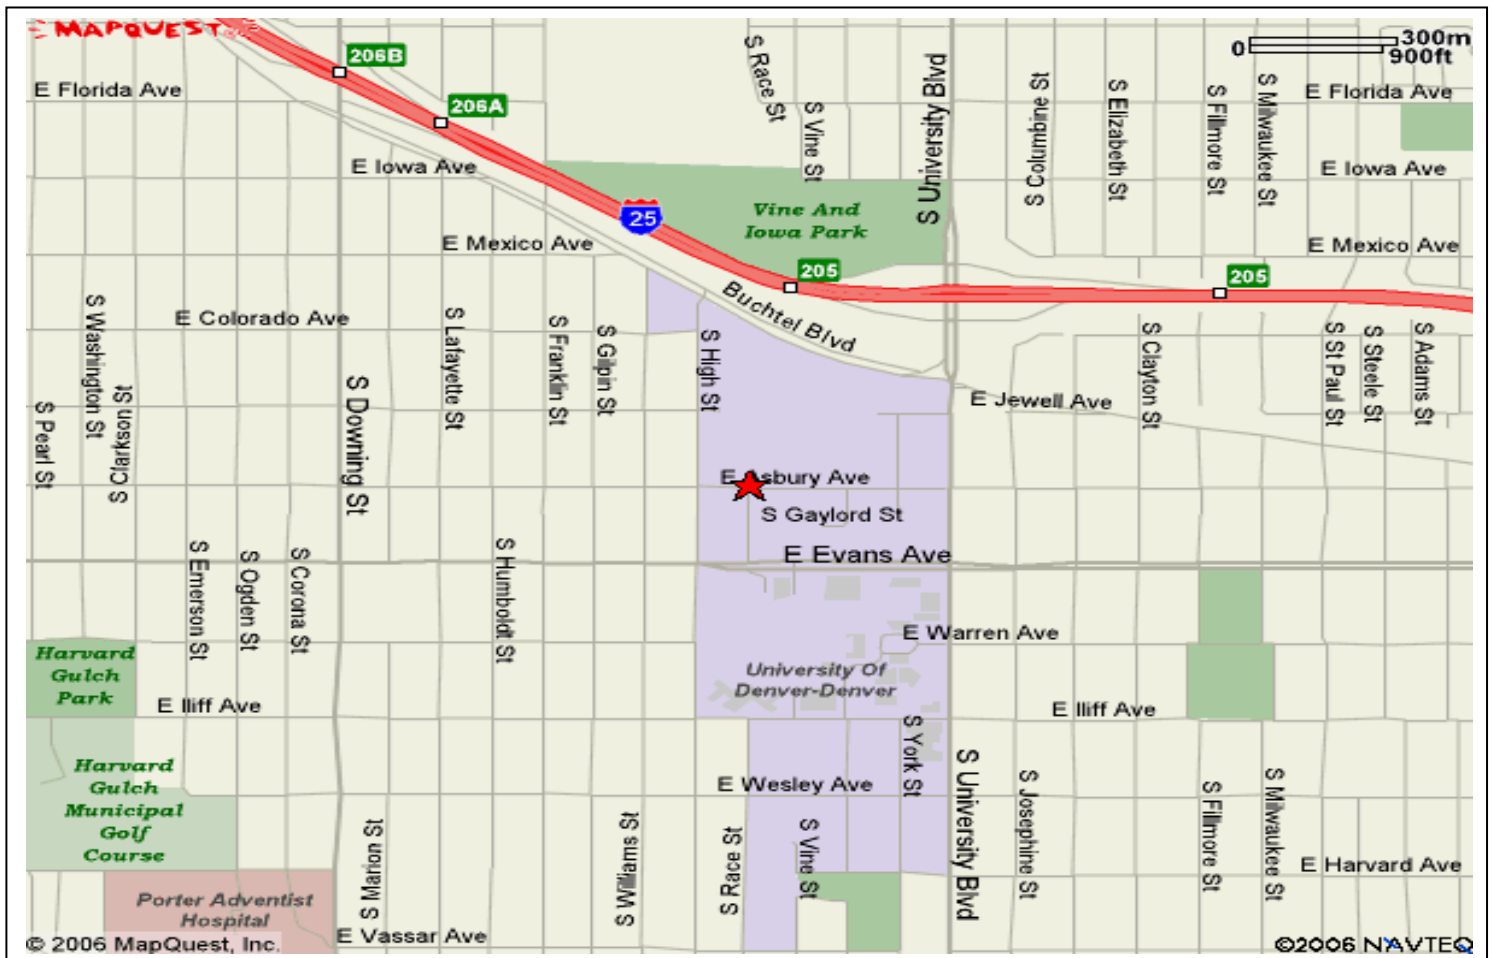 MAPQUEST
206B
300m
0
900ft
E Florida Ave
206A
S Race St
S Vine St
S University Blvd
S Columbine St
S Elizabeth St
S Fillmore St
S Milwaukee St
E Florida Ave
E Iowa Ave
E Iowa Ave
25
Vine And
Iowa Park
E Mexico Ave
E Mexico Ave
205
205
Buchtel Blvd
S Washington St
E Colorado Ave
S Lafayette St
S Franklin St
S Gilpin St
S High St
S Clayton St
S St Paul St
S Steele St
S Adams St
S Pearl St
S Clarkson St
S Downing St
E Jewell Ave
E Asbury Ave
S Gaylord St
E Evans Ave
S Emerson St
S Ogden St
S Corona St
S Humboldt St
E Warren Ave
Harvard
Gulch
Park
University Of
Denver-Denver
E Iliff Ave
E Iliff Ave
S York St
Harvard
Gulch
Municipal
Golf
Course
E Wesley Ave
S University Blvd
S Josephine St
S Fillmore St
S Milwaukee St
S Marion St
S Williams St
S Race St
S Vine St
E Harvard Ave
Porter Adventist
Hospital
E Vassar Ave
© 2006 MapQuest, Inc.
©2006 NAVTEQ